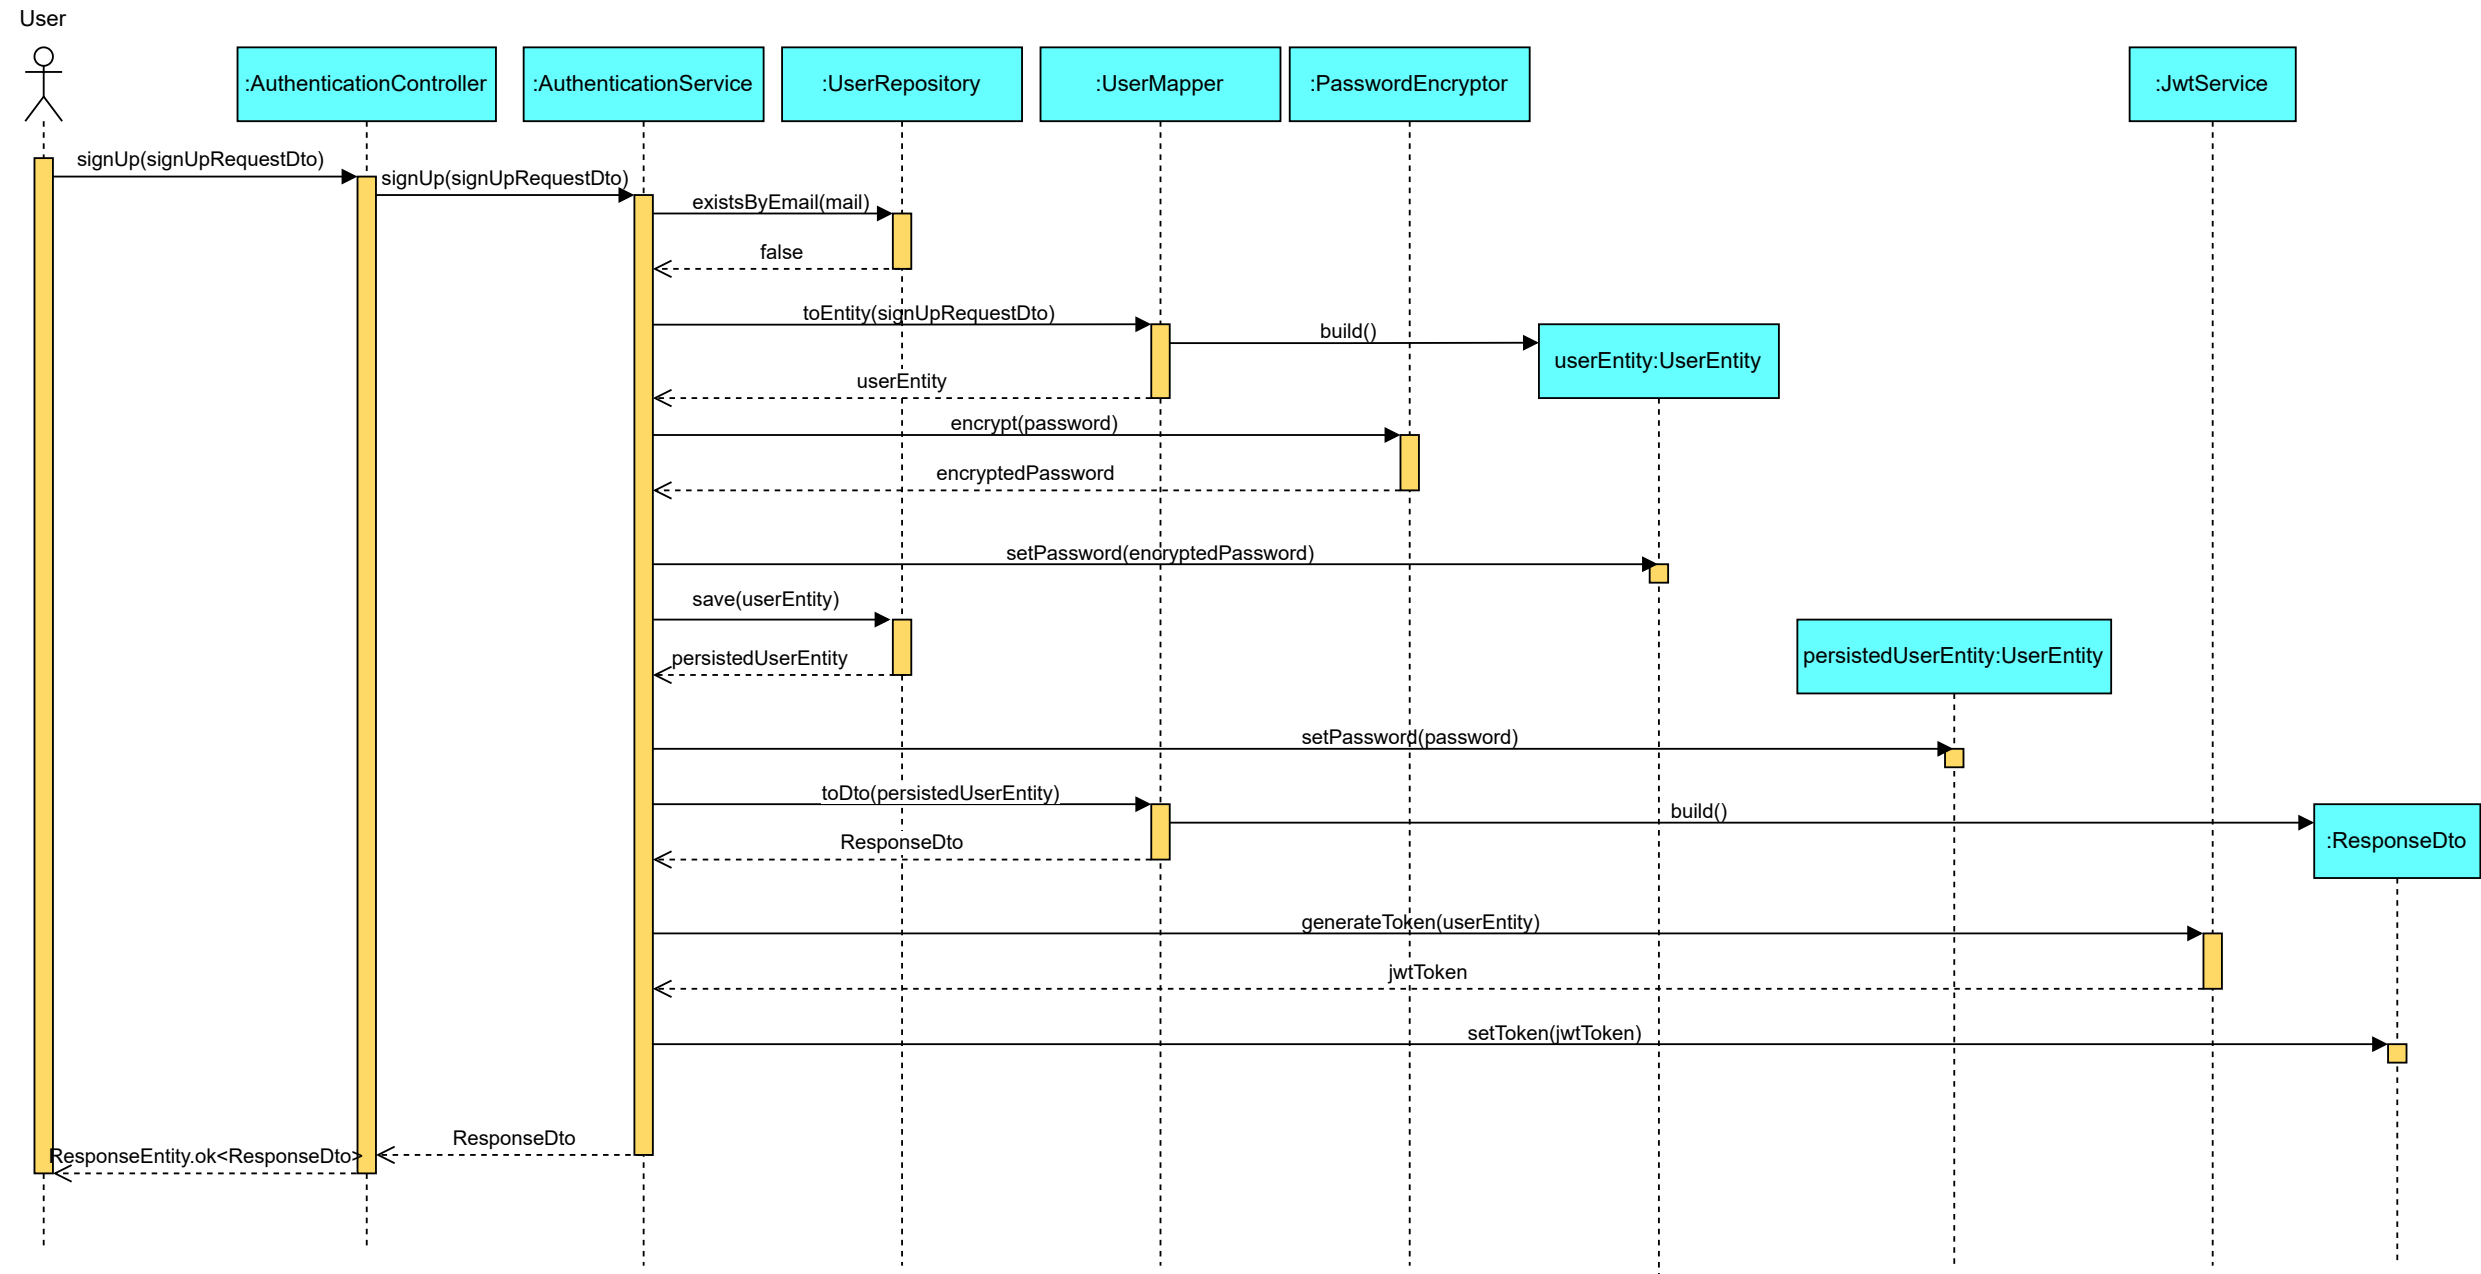 User
:AuthenticationController
:AuthenticationService
:UserRepository
:UserMapper
:PasswordEncryptor
:JwtService
signUp(signUpRequestDto)
signUp(signUpRequestDto)
existsByEmail(mail)
false
toEntity(signUpRequestDto)
build()
userEntity:UserEntity
userEntity
encrypt(password)
encryptedPassword
setPassword(encryptedPassword)
save(userEntity)
persistedUserEntity:UserEntity
persistedUserEntity
setPassword(password)
toDto(persistedUserEntity)
build()
:ResponseDto
ResponseDto
generateToken(userEntity)
jwtToken
setToken(jwtToken)
ResponseDto
ResponseEntity.ok<ResponseDto>